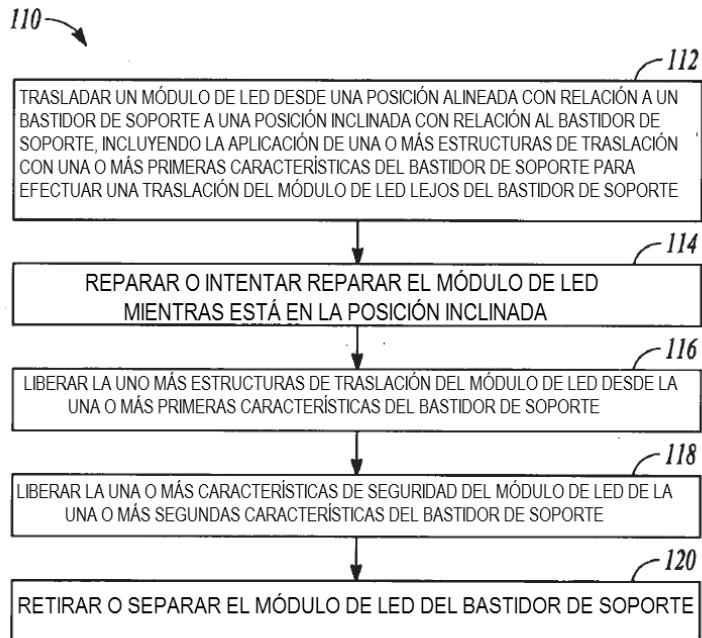 110
112
TRASLADAR UN MÓDULO DE LED DESDE UNA POSICIÓN ALINEADA CON RELACIÓN A UN
BASTIDOR DE SOPORTE A UNA POSICIÓN INCLINADA CON RELACIÓN AL BASTIDOR DE
SOPORTE, INCLUYENDO LA APLICACIÓN DE UNA O MÁS ESTRUCTURAS DE TRASLACIÓN
CON UNA O MÁS PRIMERAS CARACTERÍSTICAS DEL BASTIDOR DE SOPORTE PARA
EFECTUAR UNA TRASLACIÓN DEL MÓDULO DE LED LEJOS DEL BASTIDOR DE SOPORTE
114
REPARAR O INTENTAR REPARAR EL MÓDULO DE LED
MIENTRAS ESTÁ EN LA POSICIÓN INCLINADA
116
LIBERAR LA UNO MÁS ESTRUCTURAS DE TRASLACIÓN DEL MÓDULO DE LED DESDE LA
UNA O MÁS PRIMERAS CARACTERÍSTICAS DEL BASTIDOR DE SOPORTE
118
LIBERAR LA UNA O MÁS CARACTERÍSTICAS DE SEGURIDAD DEL MÓDULO DE LED DE LA
UNA O MÁS SEGUNDAS CARACTERÍSTICAS DEL BASTIDOR DE SOPORTE
120
RETIRAR O SEPARAR EL MÓDULO DE LED DEL BASTIDOR DE SOPORTE